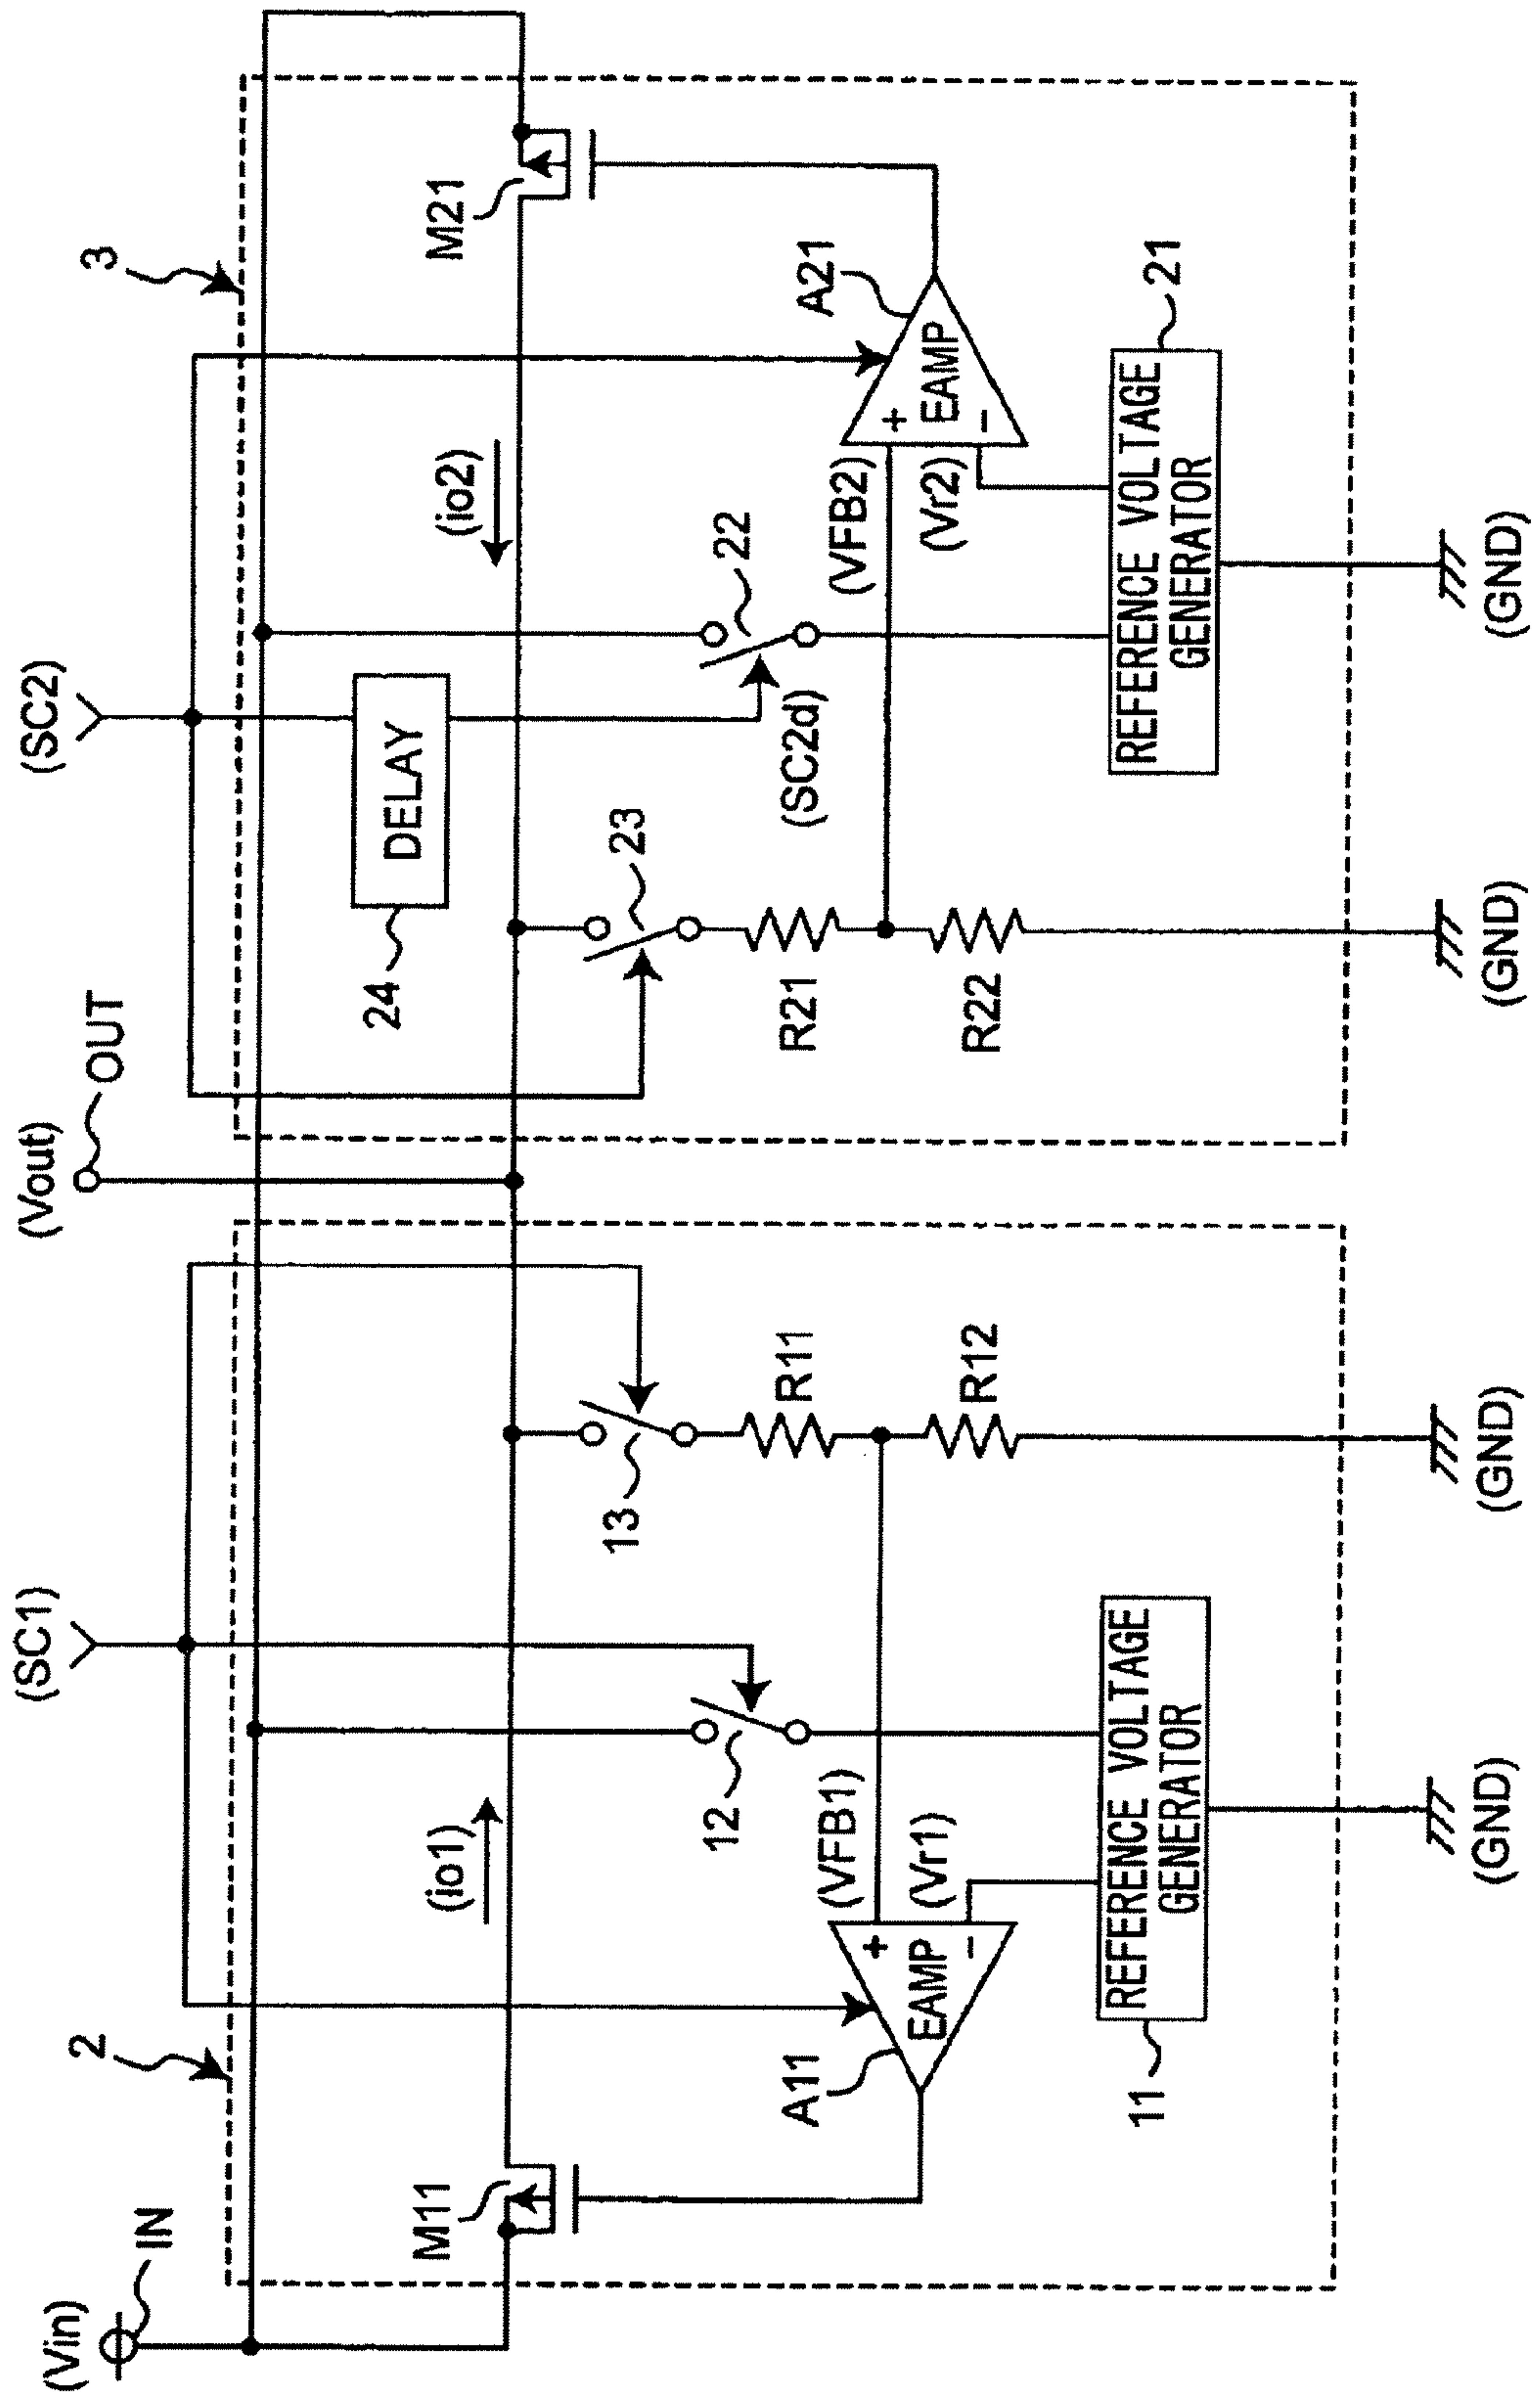 (Vin)
IN
(SC1)
(Vout)
OUT
(SC2)
2
3
M11
(io1)
(io2)
M21
24
DELAY
13
23
12
22
(SC2d)
R11
R21
A11
(VFB1)
(VFB2)
A21
+
EAMP
−
(Vr1)
R12
R22
(Vr2)
+
EAMP
−
11
REFERENCE VOLTAGE
GENERATOR
REFERENCE VOLTAGE
GENERATOR
21
(GND)
(GND)
(GND)
(GND)